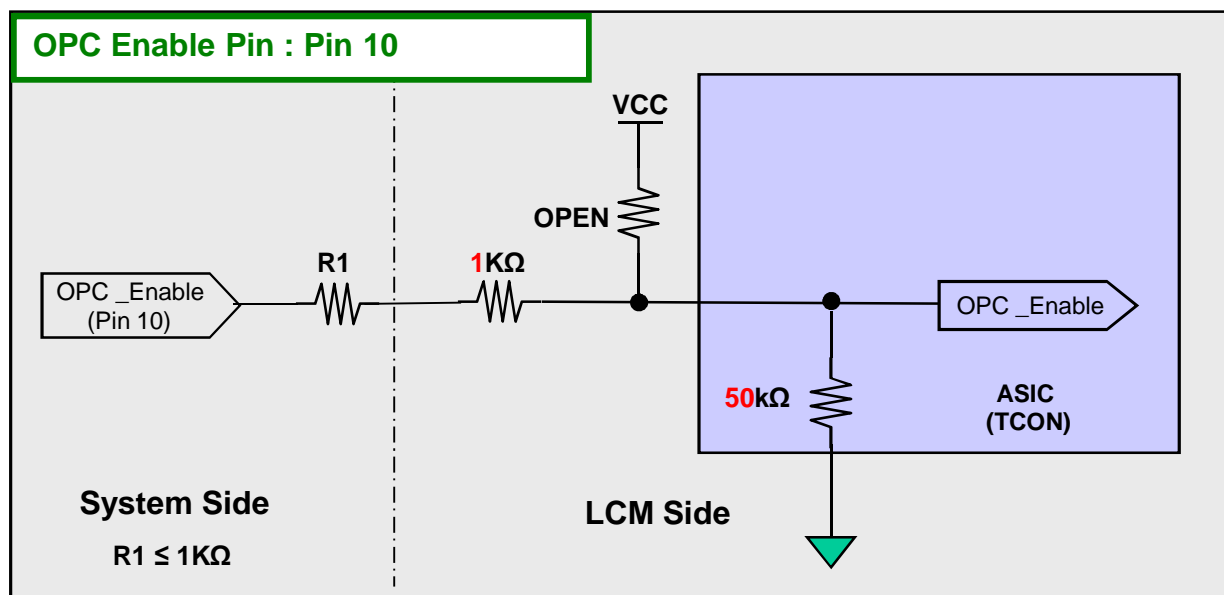 OPC Enable Pin : Pin 10
VCC
OPEN
R1
1KΩ
OPC _Enable
(Pin 10)
OPC _Enable
50kΩ
ASIC
(TCON)
System Side
LCM Side
R1 ≤ 1KΩ